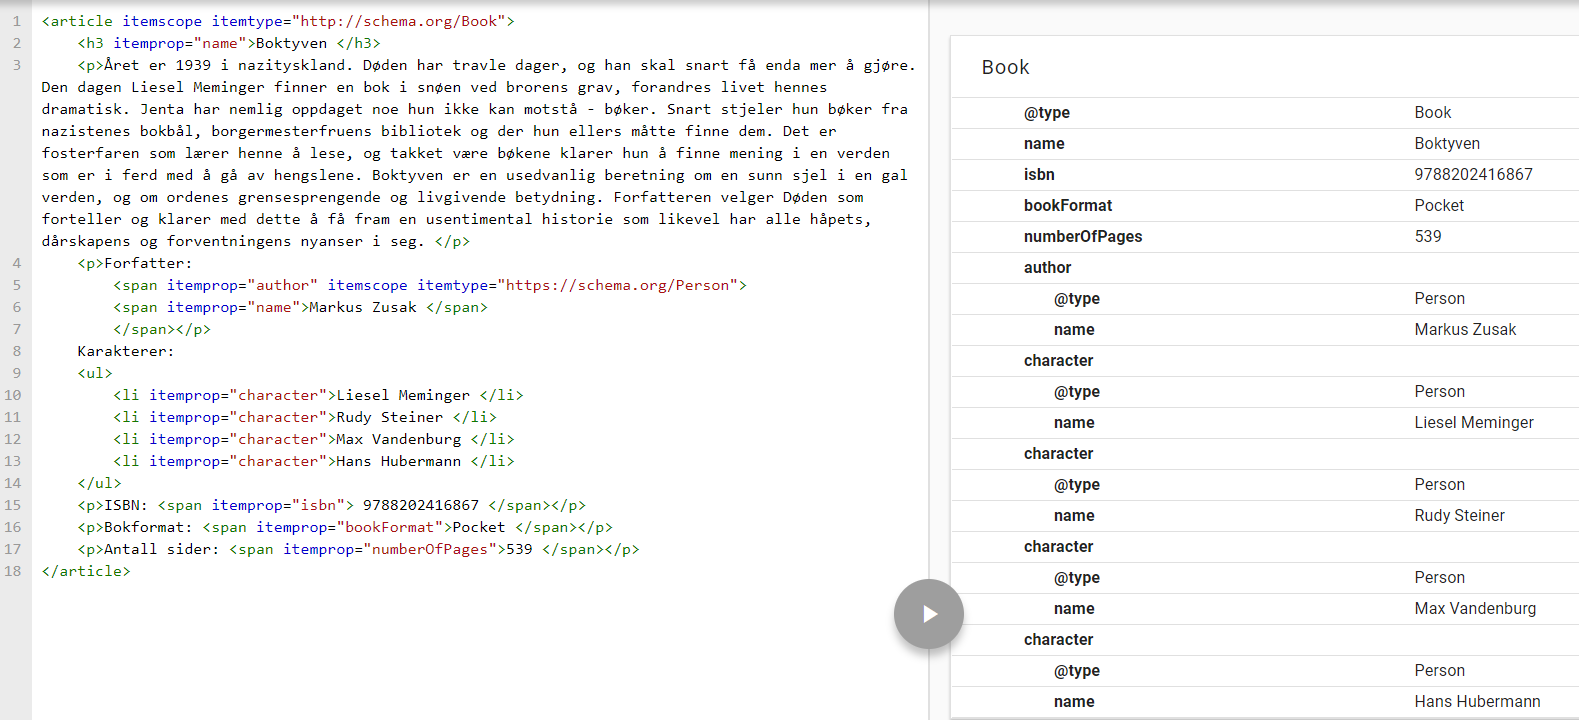 1 <article itemscope itemtype="http://schema.org/Book">
2 <h3 itemprop="name">Boktyven </h3>
3 <p>Året er 1939 i nazityskland. Døden har travle dager, og han skal snart få enda mer å gjøre.
Den dagen Liesel Meminger finner en bok i snøen ved brorens grav, forandres livet hennes
dramatisk. Jenta har nemlig oppdaget noe hun ikke kan motstå - bøker. Snart stjeler hun bøker fra
nazistenes bokbål, borgermesterfruens bibliotek og der hun ellers måtte finne dem. Det er
fosterfaren som lærer henne å lese, og takket være bøkene klarer hun å finne mening i en verden
som er i ferd med å gå av hengslene. Boktyven er en usedvanlig beretning om en sunn sjel i en gal
verden, og om ordenes grensesprengende og livgivende betydning. Forfatteren velger Døden som
forteller og klarer med dette å få fram en usentimental historie som likevel har alle håpets,
dårskapens og forventningens nyanser i seg. </p>
4 <p>Forfatter:
5 <span itemprop="author" itemscope itemtype="https://schema.org/Person">
6 <span itemprop="name">Markus Zusak </span>
7 </span></p>
8 Karakterer:
9 <ul>
10 <li itemprop="character">Liesel Meminger </li>
11 <li itemprop="character">Rudy Steiner </li>
12 <li itemprop="character">Max Vandenburg </li>
13 <li itemprop="character">Hans Hubermann </li>
14 </ul>
15 <p>ISBN: <span itemprop="isbn"> 9788202416867 </span></p>
16 <p>Bokformat: <span itemprop="bookFormat">Pocket </span></p>
17 <p>Antall sider: <span itemprop="numberOfPages">539 </span></p>
18 </article>
Book
@type Book
name Boktyven
isbn 9788202416867
bookFormat Pocket
numberOfPages 539
author
@type Person
name Markus Zusak
character
@type Person
name Liesel Meminger
character
@type Person
name Rudy Steiner
character
@type Person
name Max Vandenburg
character
@type Person
name Hans Hubermann